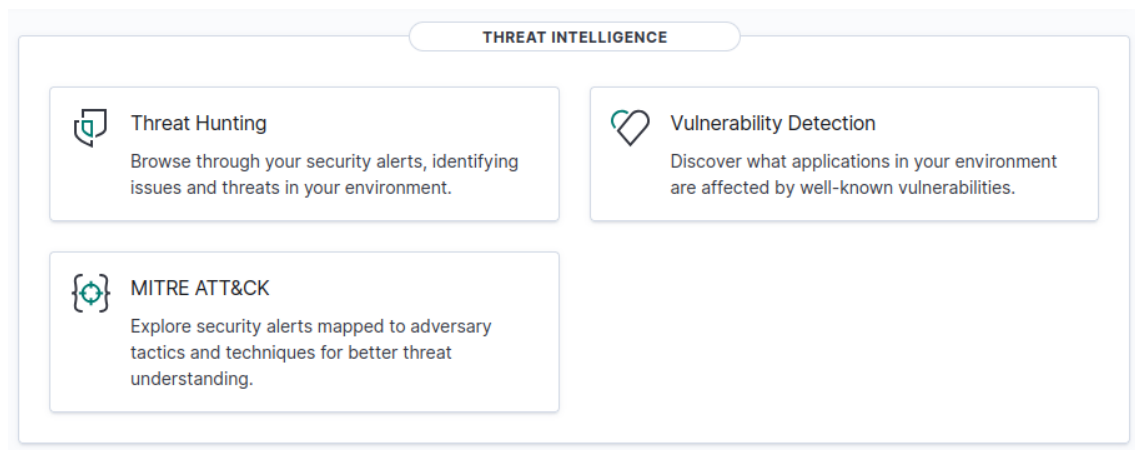 THREAT INTELLIGENCE
Threat Hunting
Browse through your security alerts, identifying
issues and threats in your environment.
Vulnerability Detection
Discover what applications in your environment
are affected by well-known vulnerabilities.
MITRE ATT&CK
Explore security alerts mapped to adversary
tactics and techniques for better threat
understanding.